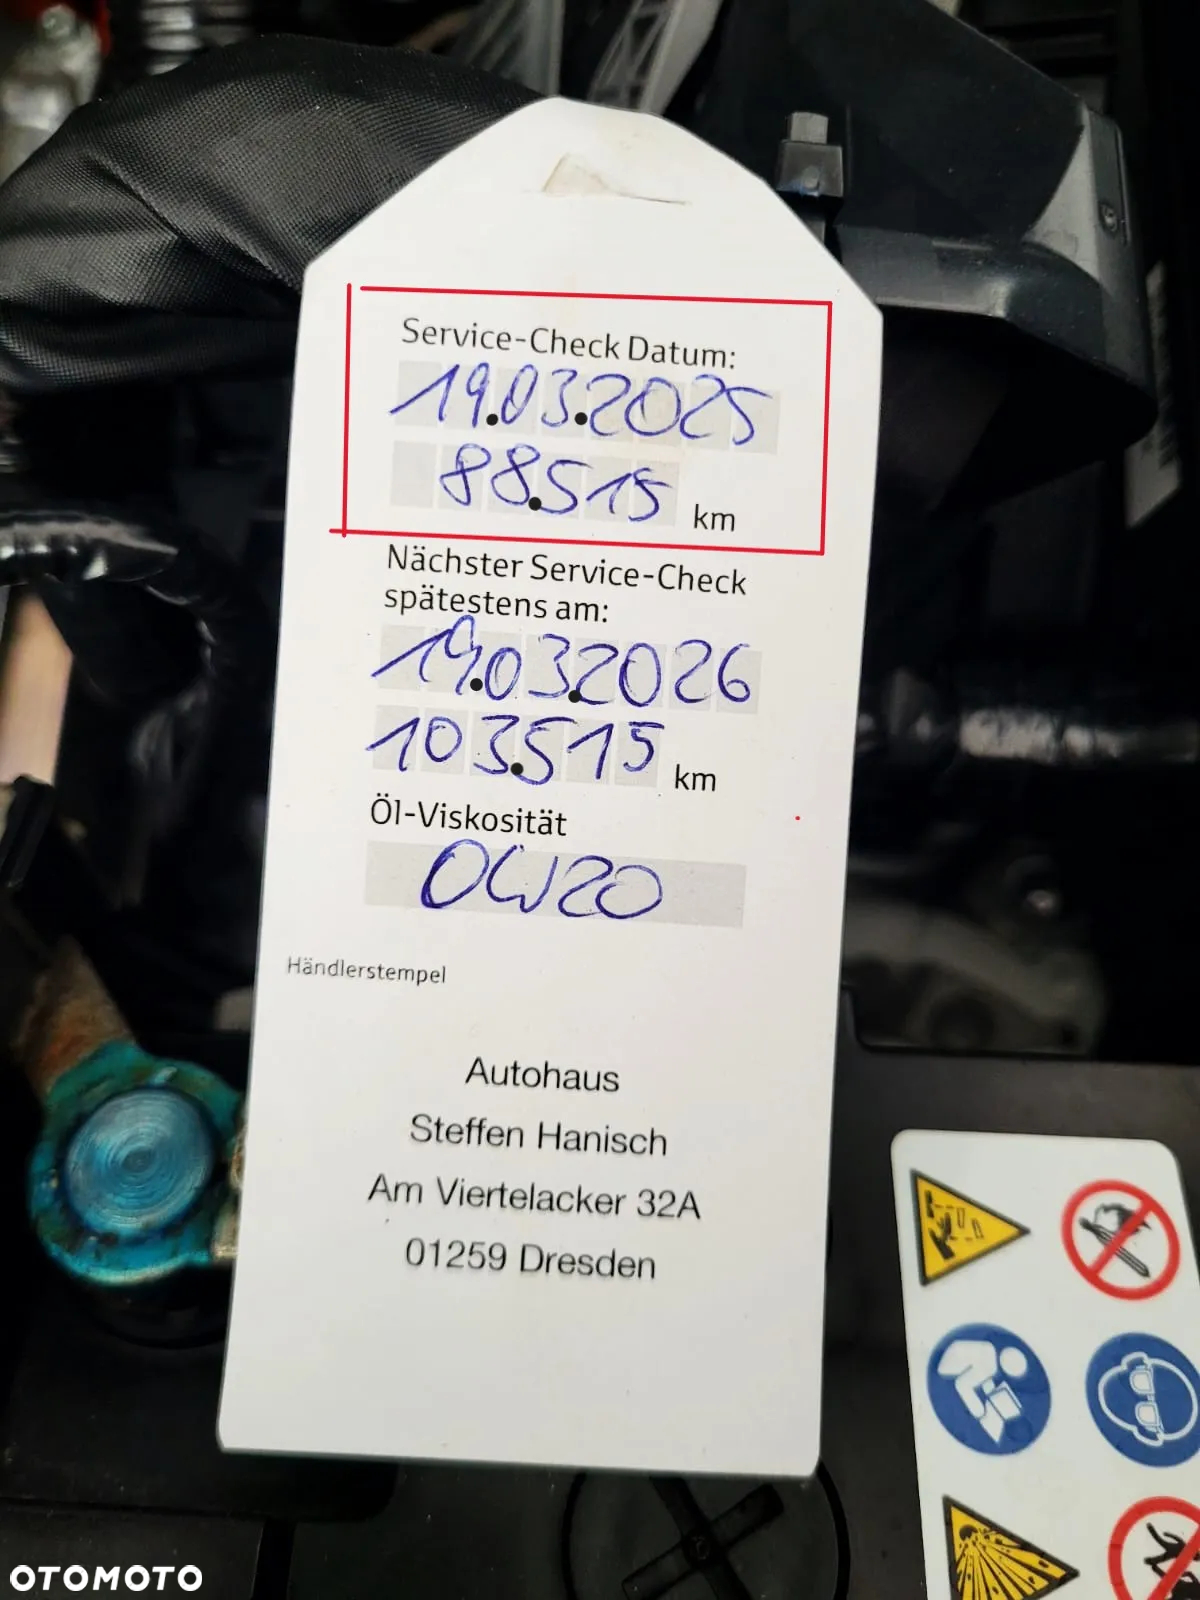 Service-Check Datum:
19.03.2025
88.515 km
Nächster Service-Check
spätestens am:
19.03.2026
103.515 km
Öl-Viskosität
0W20
Händlerstempel
Autohaus
Steffen Hanisch
Am Viertelacker 32A
01259 Dresden
OTOMOTO